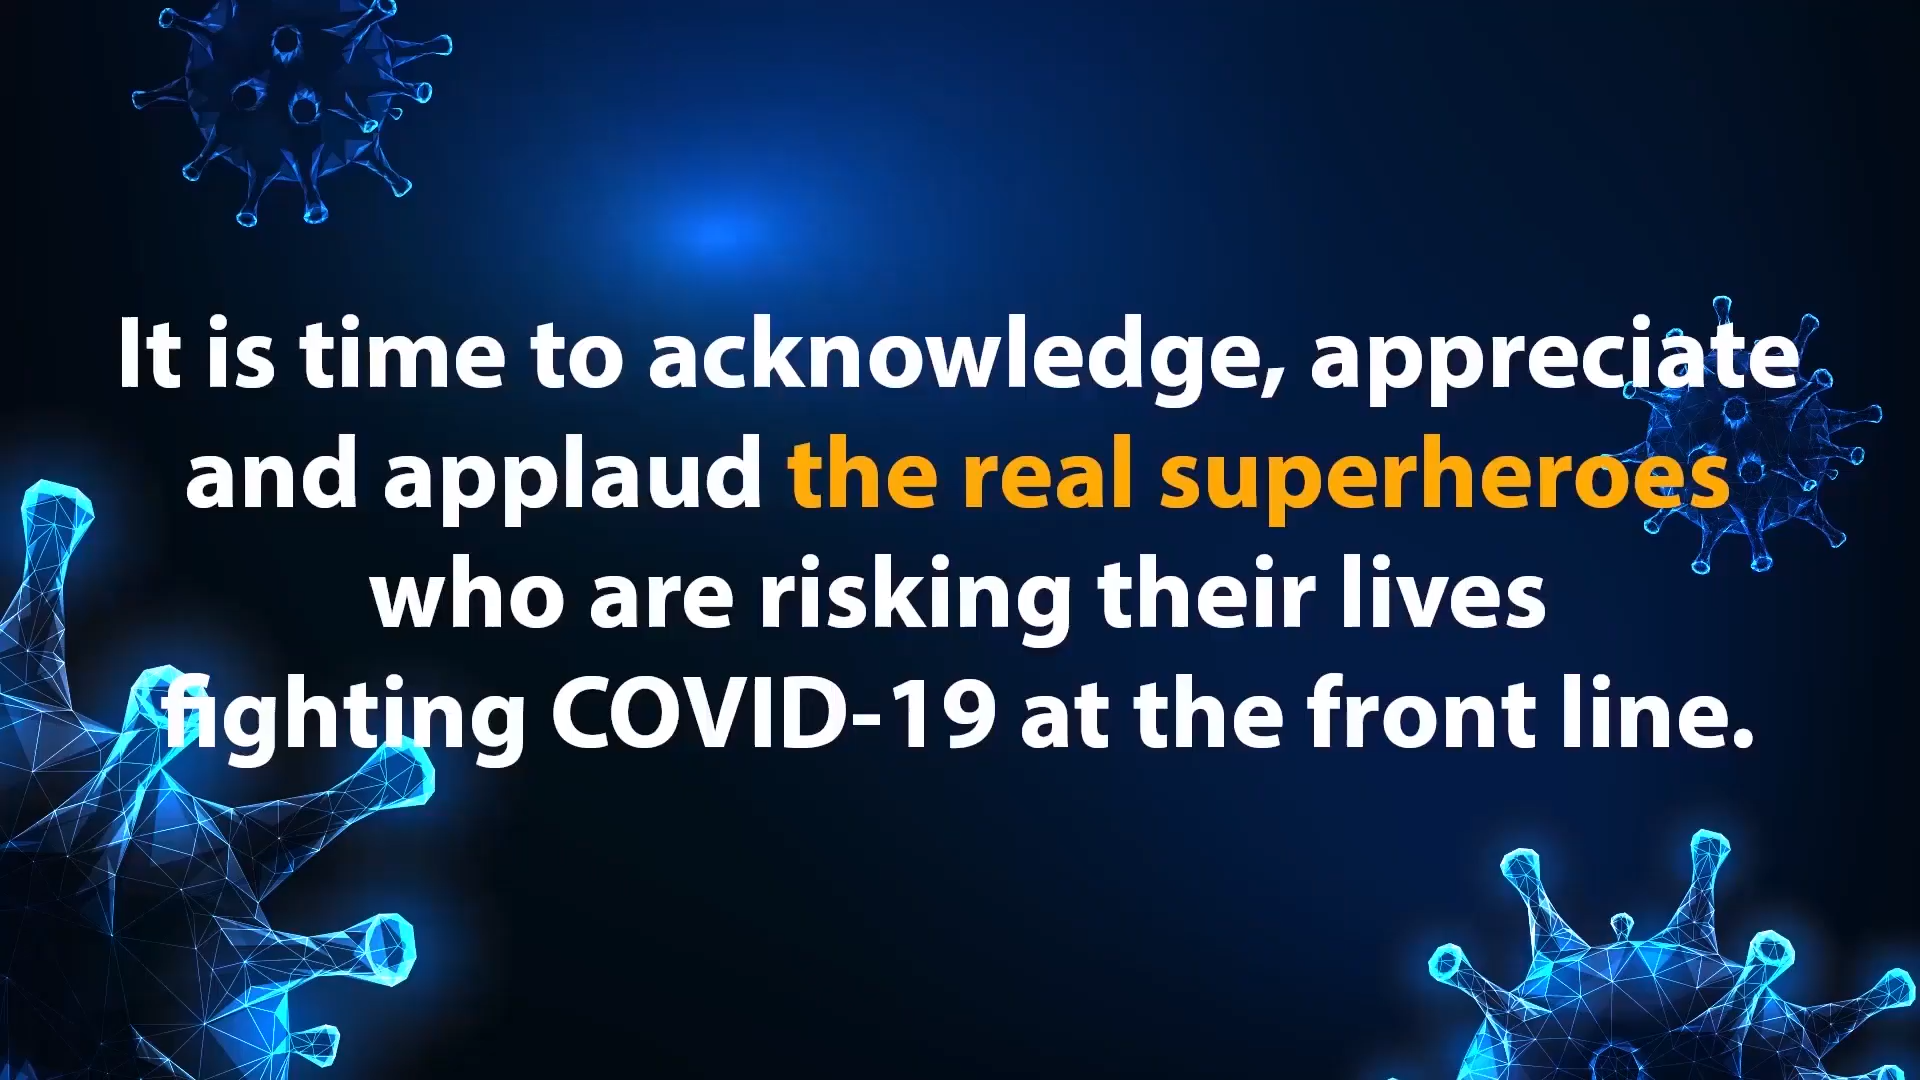 It is time to acknowledge, appreciate
and applaud the real superheroes
who are risking their lives
fighting COVID-19 at the front line.